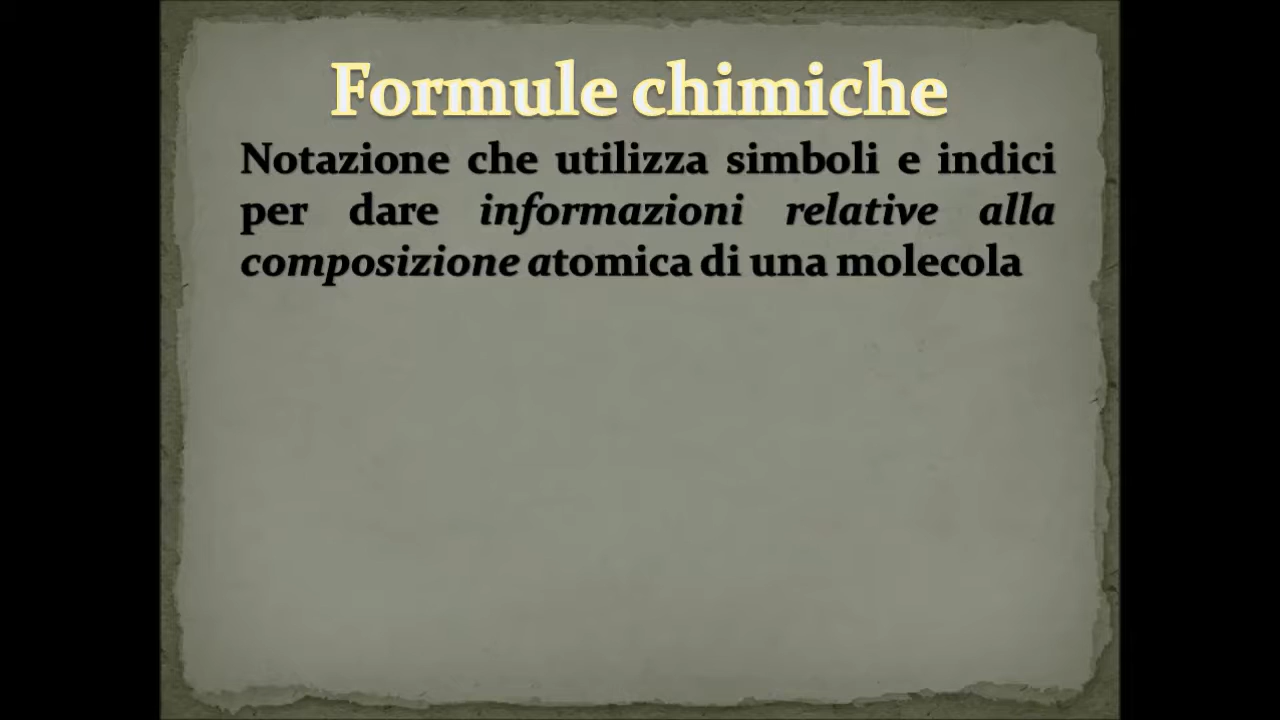 Formule chimiche
Notazione che utilizza simboli e indici
per dare informazioni relative alla
composizione atomica di una molecola